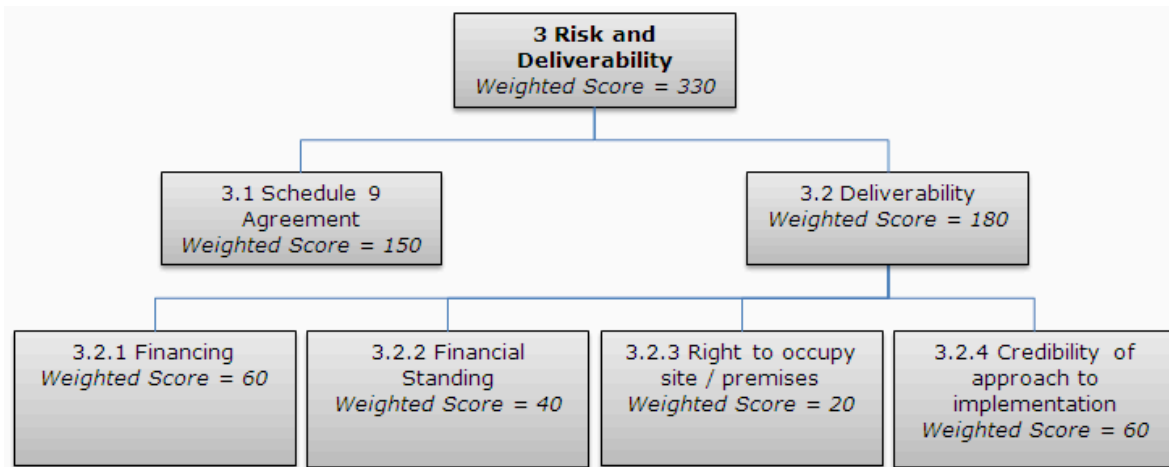 3 Risk and
Deliverability
Weighted Score = 330
3.1 Schedule 9
Agreement
Weighted Score = 150
3.2 Deliverability
Weighted Score = 180
3.2.1 Financing
Weighted Score = 60
3.2.2 Financial
Standing
Weighted Score = 40
3.2.3 Right to occupy
site / premises
Weighted Score = 20
3.2.4 Credibility of
approach to
implementation
Weighted Score = 60